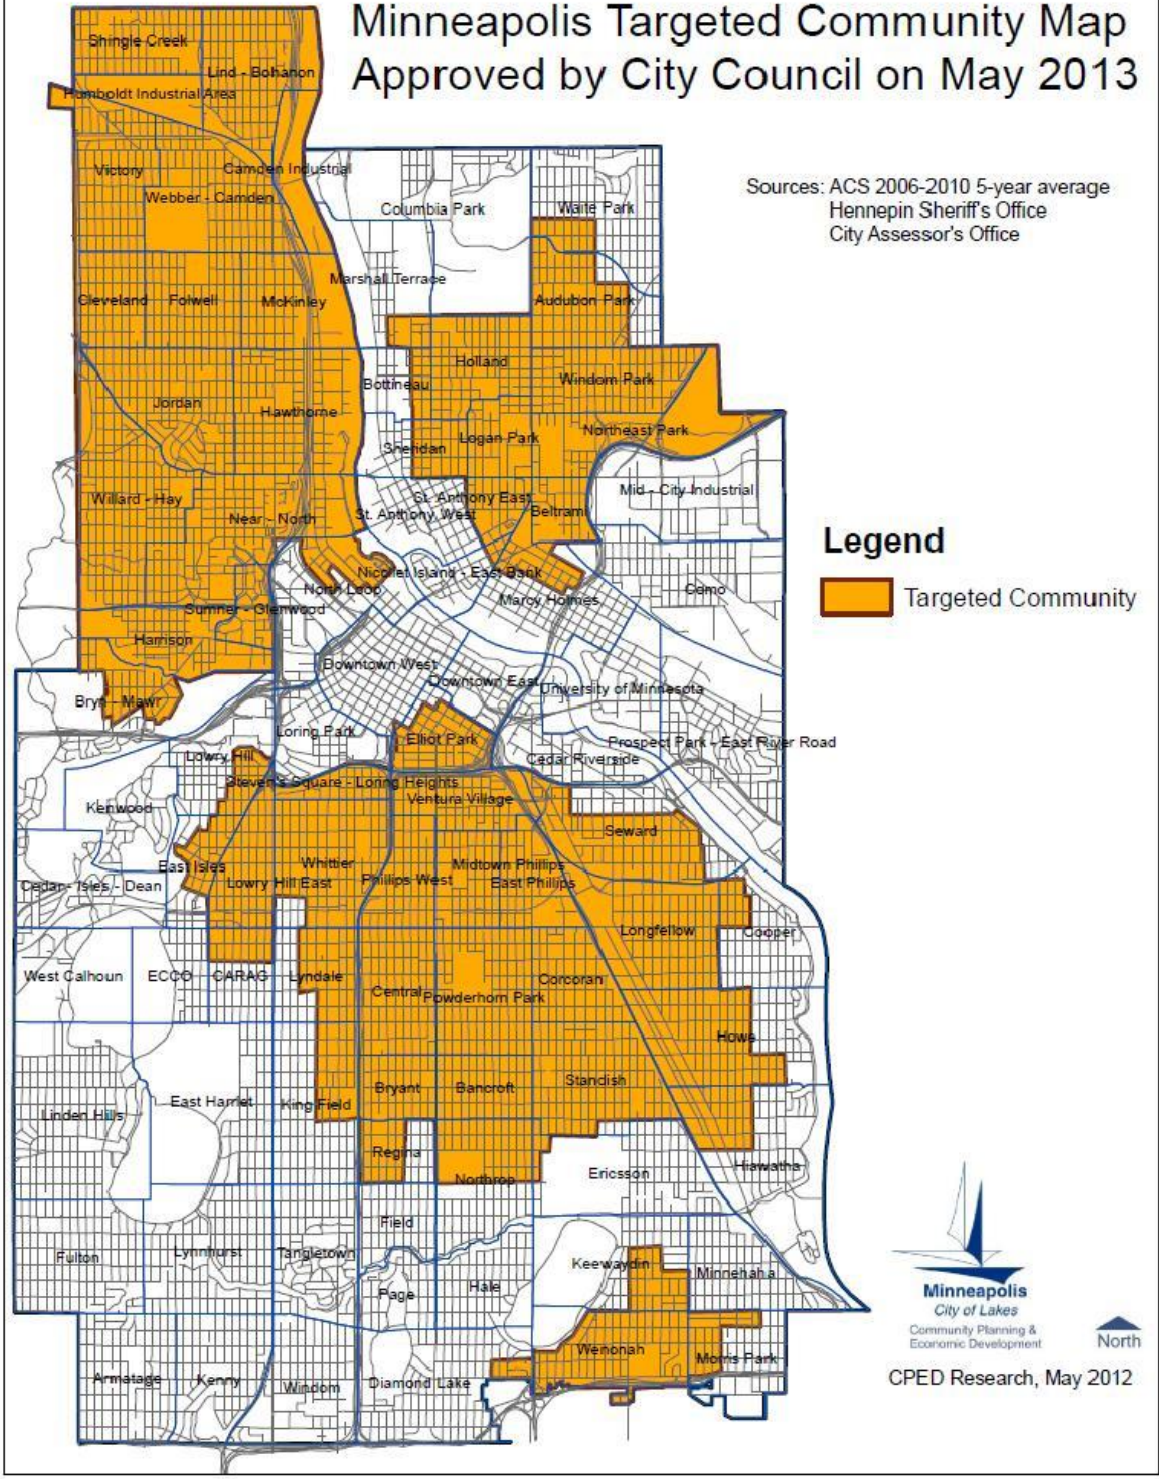 Minneapolis Targeted Community Map
Approved by City Council on May 2013
Sources: ACS 2006-2010 5-year average
Hennepin Sheriff's Office
City Assessor's Office
Shingle Creek
Lind - Bohanon
Humboldt Industrial Area
Victory
Camden Industrial
Webber - Camden
Columbia Park
Waite Park
Marshall Terrace
Cleveland
Folwell
McKinley
Audubon Park
Holland
Bottineau
Windom Park
Jordan
Hawthorne
Northeast Park
Logan Park
Sheridan
Mid - City Industrial
Willard - Hay
St. Anthony East
Near - North
St. Anthony West
Beltrami
Nicollet Island - East Bank
North Loop
Como
Marcy Holmes
Sumner - Glenwood
Harrison
Downtown West
Downtown East
University of Minnesota
Bryn - Mawr
Loring Park
Elliot Park
Prospect Park - East River Road
Lowry Hill
Cedar Riverside
Steven's Square - Loring Heights
Ventura Village
Kenwood
Seward
East Isles
Whittier
Midtown Phillips
Cedar - Isles - Dean
Lowry Hill East
Phillips West
East Phillips
Longfellow
Cooper
West Calhoun
ECCO
CARAG
Lyndale
Corcoran
Central
Powderhorn Park
Howe
Bryant
Bancroft
Standish
Linden Hills
East Harriet
King Field
Regina
Northrop
Ericsson
Hiawatha
Field
Fulton
Lynnhurst
Tangletown
Keewaydin
Minnehaha
Page
Hale
Wenonah
Morris Park
Armatage
Kenny
Windom
Diamond Lake
Legend
Targeted Community
Minneapolis
City of Lakes
Community Planning &
Economic Development
North
CPED Research, May 2012